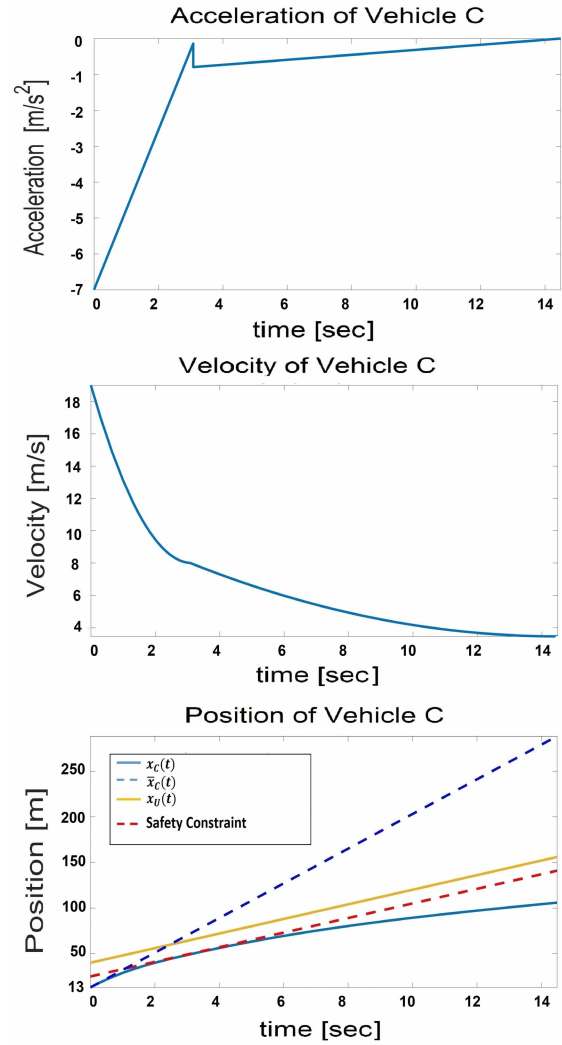 Acceleration of Vehicle C
Acceleration [m/s²]
0
-1
-2
-3
-4
-5
-6
-7
0 2 4 6 8 10 12 14
time [sec]
Velocity of Vehicle C
Velocity [m/s]
18
16
14
12
10
8
6
4
0 2 4 6 8 10 12 14
time [sec]
Position of Vehicle C
Position [m]
250
200
150
100
50
13
x_C(t)
x̅_C(t)
x_U(t)
Safety Constraint
0 2 4 6 8 10 12 14
time [sec]